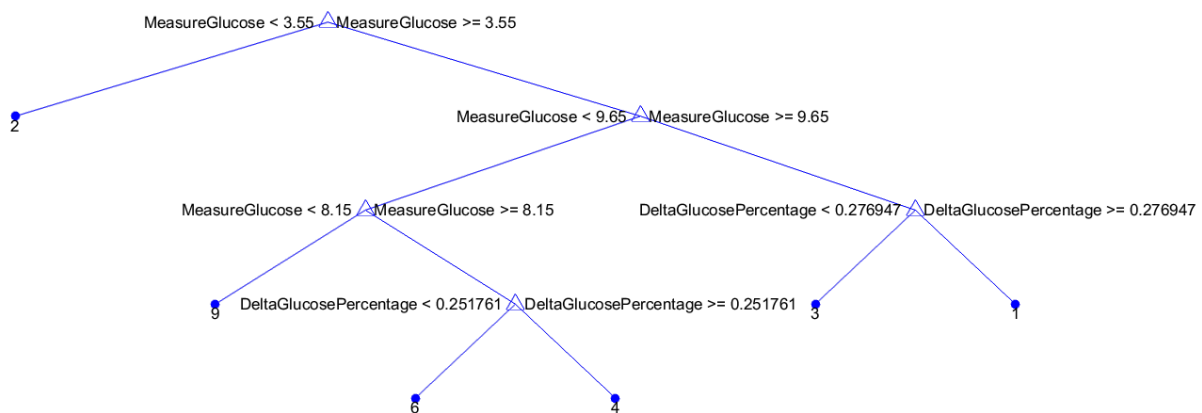 MeasureGlucose < 3.55 MeasureGlucose >= 3.55
2
MeasureGlucose < 9.65 MeasureGlucose >= 9.65
MeasureGlucose < 8.15 MeasureGlucose >= 8.15
DeltaGlucosePercentage < 0.276947 DeltaGlucosePercentage >= 0.276947
9
DeltaGlucosePercentage < 0.251761 DeltaGlucosePercentage >= 0.251761
3
1
6
4